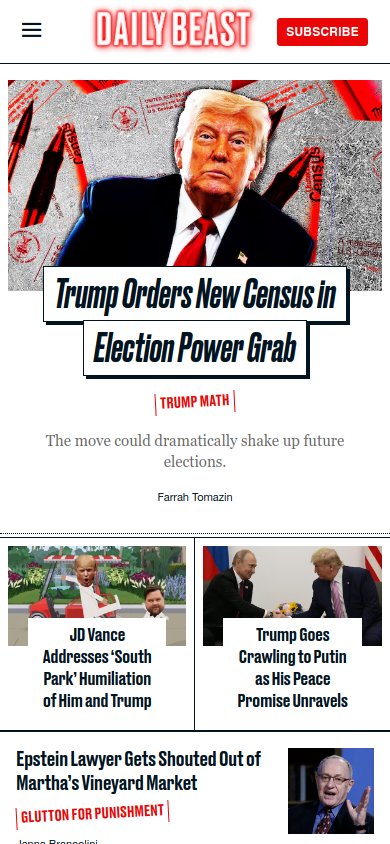 DAILY BEAST
SUBSCRIBE
UNITED STATES
Census
Census
U.S. Census
Trump Orders New Census in
Election Power Grab
TRUMP MATH
The move could dramatically shake up future
elections.
Farrah Tomazin
JD Vance
Addresses ‘South
Park’ Humiliation
of Him and Trump
Trump Goes
Crawling to Putin
as His Peace
Promise Unravels
Epstein Lawyer Gets Shouted Out of
Martha’s Vineyard Market
GLUTTON FOR PUNISHMENT